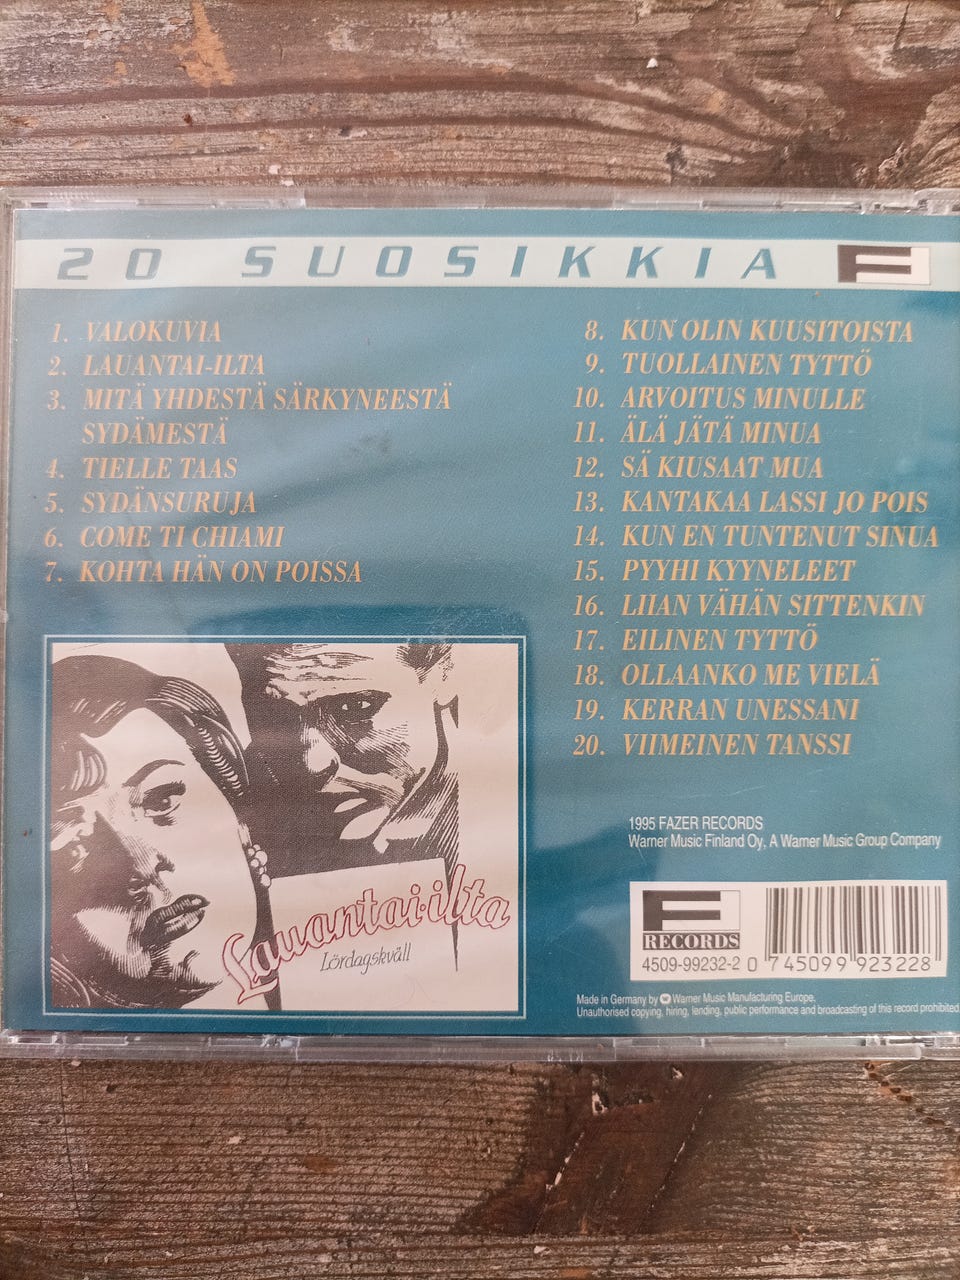 20 SUOSIKKIA F
1. VALOKUVIA
2. LAUANTAI-ILTA
3. MITÄ YHDESTÄ SÄRKYNEESTÄ
SYDÄMESTÄ
4. TIELLE TAAS
5. SYDÄNSURUJA
6. COME TI CHIAMI
7. KOHTA HÄN ON POISSA
8. KUN OLIN KUUSITOISTA
9. TUOLLAINEN TYTTÖ
10. ARVOITUS MINULLE
11. ÄLÄ JÄTÄ MINUA
12. SÄ KIUSAAT MUA
13. KANTAKAA LASSI JO POIS
14. KUN EN TUNTENUT SINUA
15. PYYHI KYYNELEET
16. LIIAN VÄHÄN SITTENKIN
17. EILINEN TYTTÖ
18. OLLAANKO ME VIELÄ
19. KERRAN UNESSANI
20. VIIMEINEN TANSSI
Lauantai-ilta
Lördagskväll
1995 FAZER RECORDS
Warner Music Finland Oy, A Warner Music Group Company
F
RECORDS
4509-99232-2
0 745099 923228
Made in Germany by W Warner Music Manufacturing Europe.
Unauthorised copying, hiring, lending, public performance and broadcasting of this record prohibited.